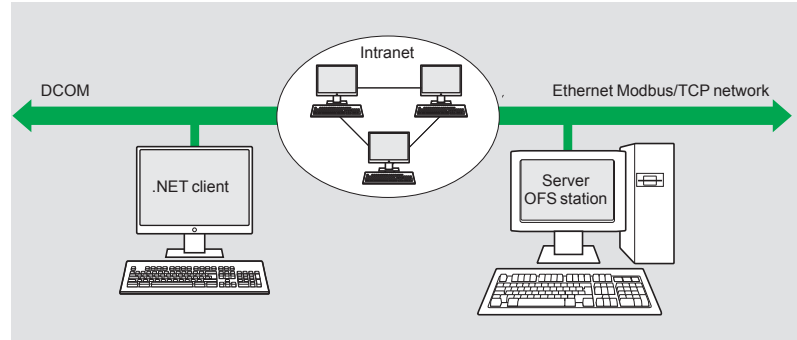 Intranet
DCOM
Ethernet Modbus/TCP network
.NET client
Server
OFS station